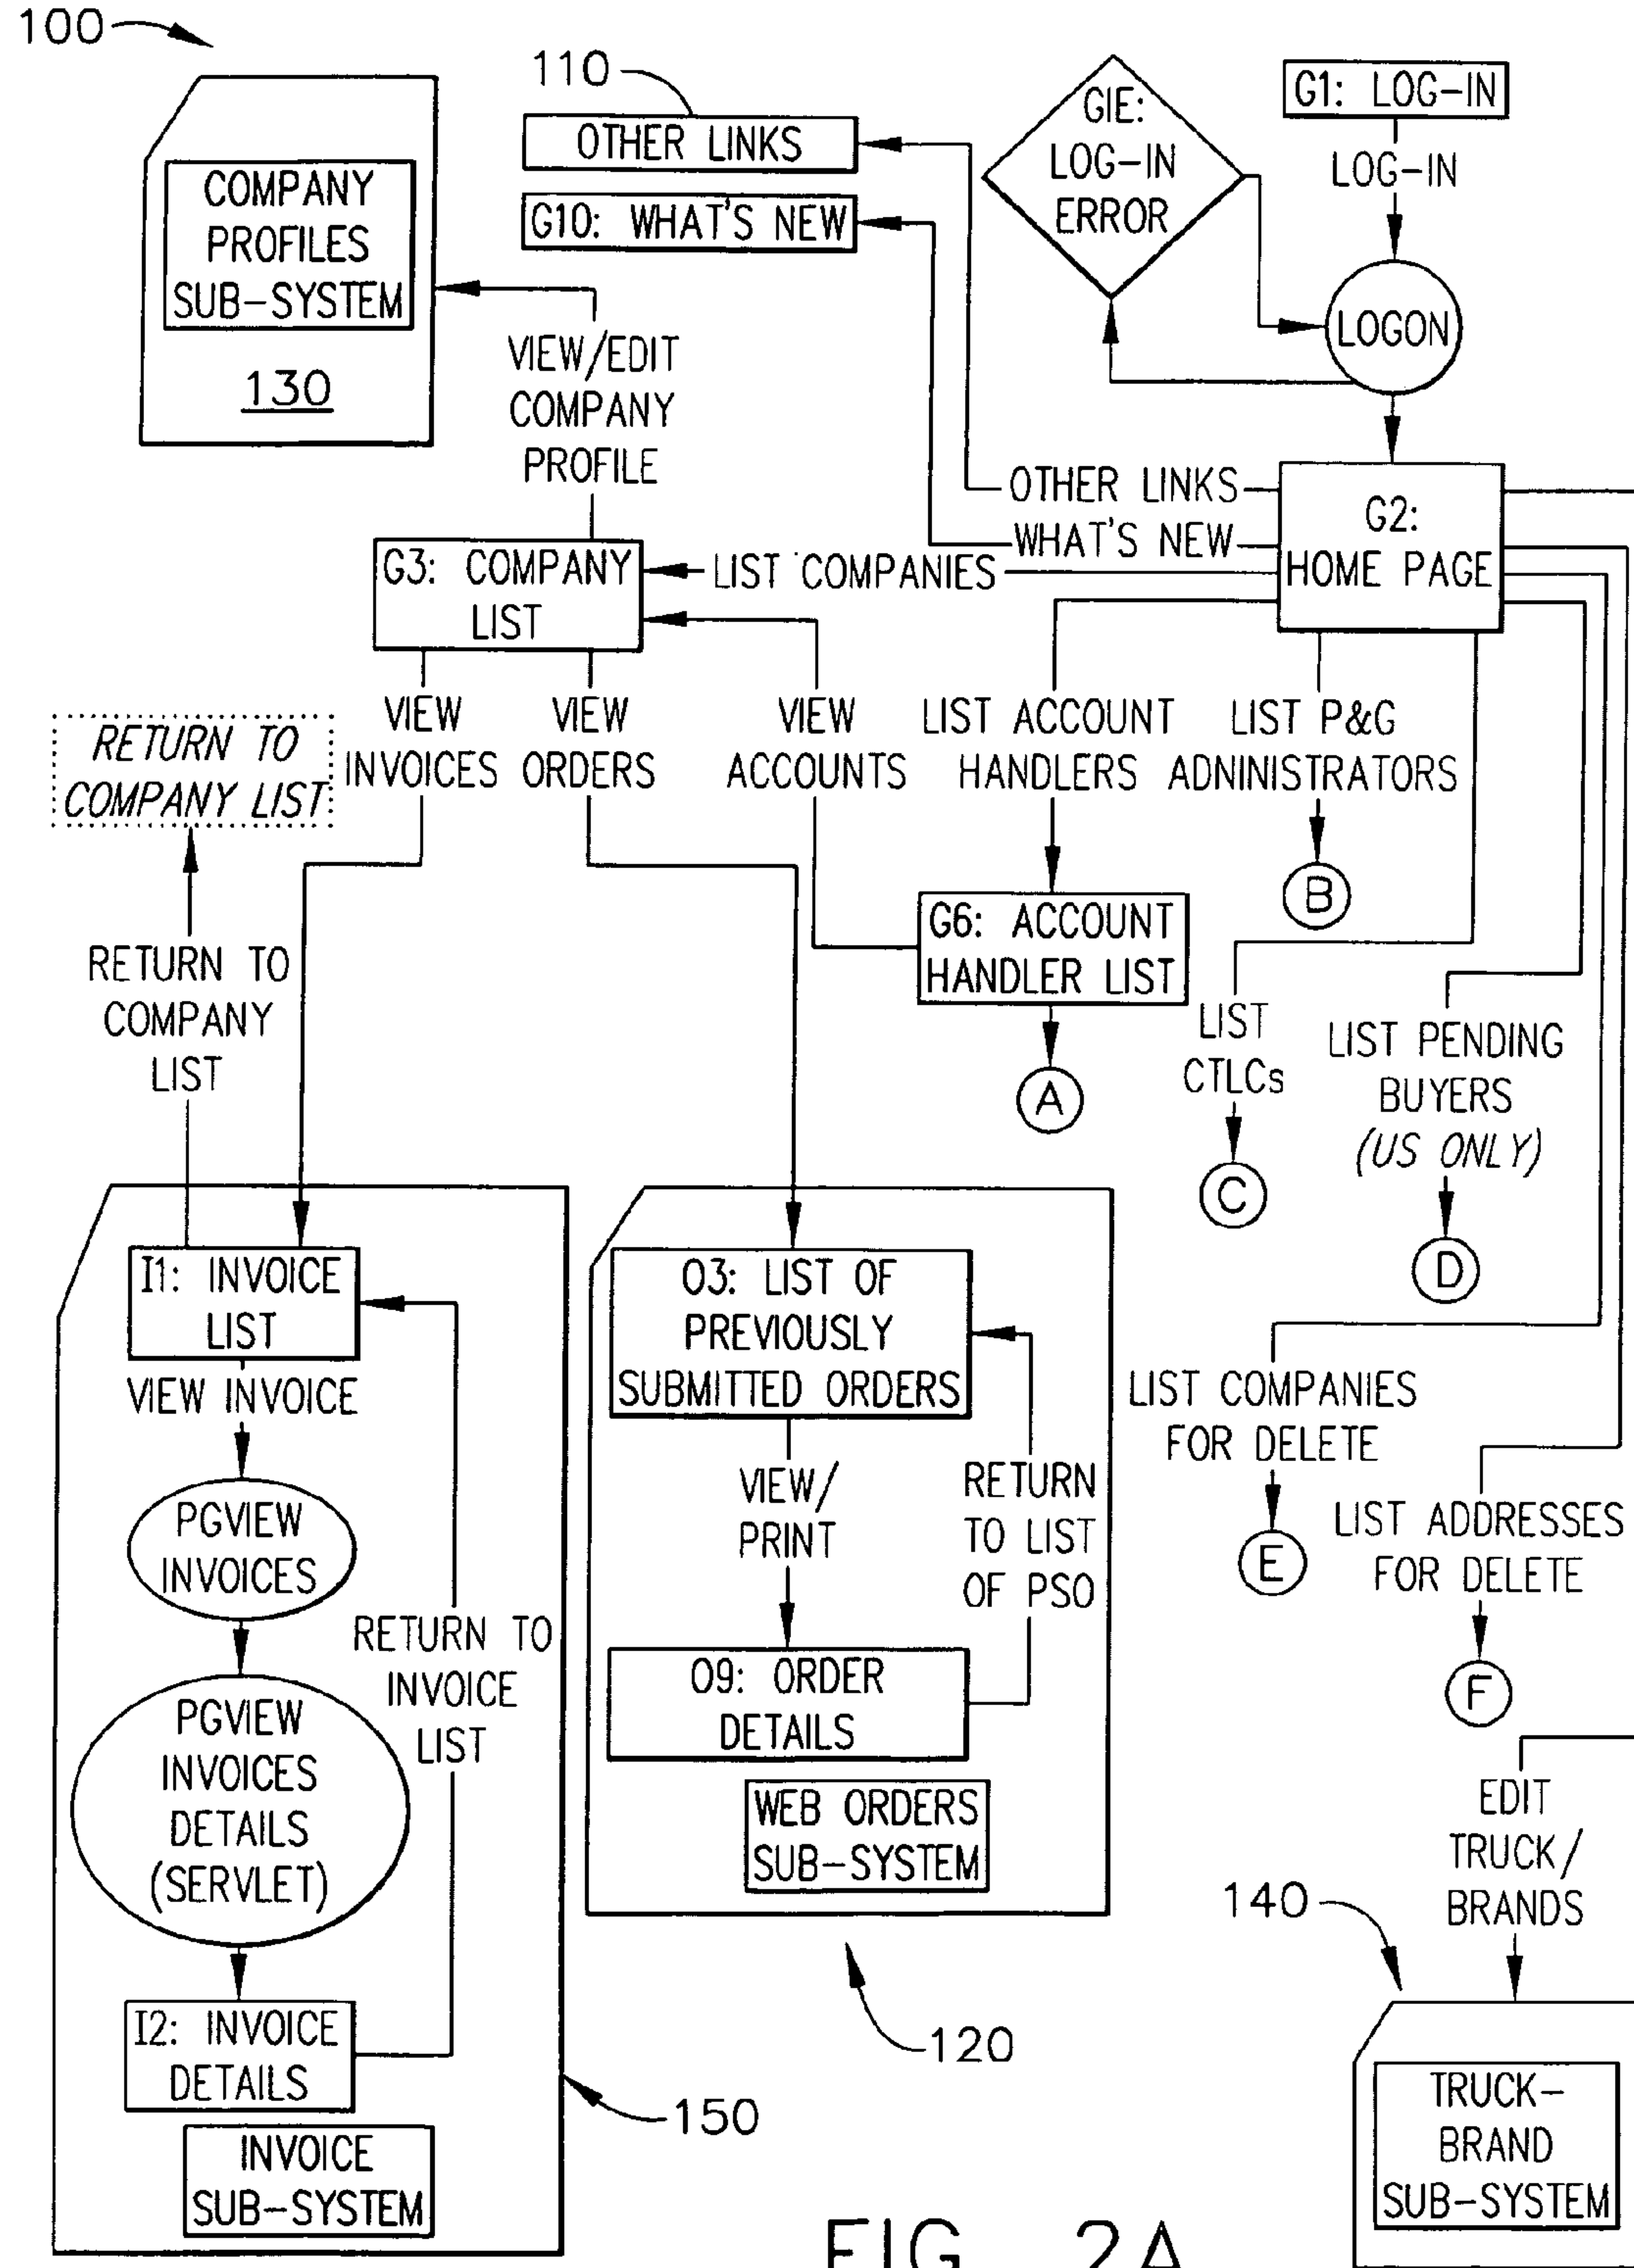 100
110
OTHER LINKS
G10: WHAT'S NEW
GIE:
LOG-IN
ERROR
G1: LOG-IN
LOG-IN
LOGON
COMPANY
PROFILES
SUB-SYSTEM
130
VIEW/EDIT
COMPANY
PROFILE
OTHER LINKS
WHAT'S NEW
LIST COMPANIES
G2:
HOME PAGE
G3: COMPANY
LIST
VIEW
INVOICES
VIEW
ORDERS
VIEW
ACCOUNTS
LIST ACCOUNT
HANDLERS
LIST P&G
ADNINISTRATORS
B
RETURN TO
COMPANY LIST
RETURN TO
COMPANY
LIST
G6: ACCOUNT
HANDLER LIST
A
LIST
CTLCs
C
LIST PENDING
BUYERS
(US ONLY)
D
I1: INVOICE
LIST
VIEW INVOICE
PGVIEW
INVOICES
PGVIEW
INVOICES
DETAILS
(SERVLET)
RETURN TO
INVOICE
LIST
I2: INVOICE
DETAILS
INVOICE
SUB-SYSTEM
150
O3: LIST OF
PREVIOUSLY
SUBMITTED ORDERS
VIEW/
PRINT
RETURN
TO LIST
OF PSO
O9: ORDER
DETAILS
WEB ORDERS
SUB-SYSTEM
120
LIST COMPANIES
FOR DELETE
E
LIST ADDRESSES
FOR DELETE
F
EDIT
TRUCK/
BRANDS
140
TRUCK-
BRAND
SUB-SYSTEM
FIG. 2A